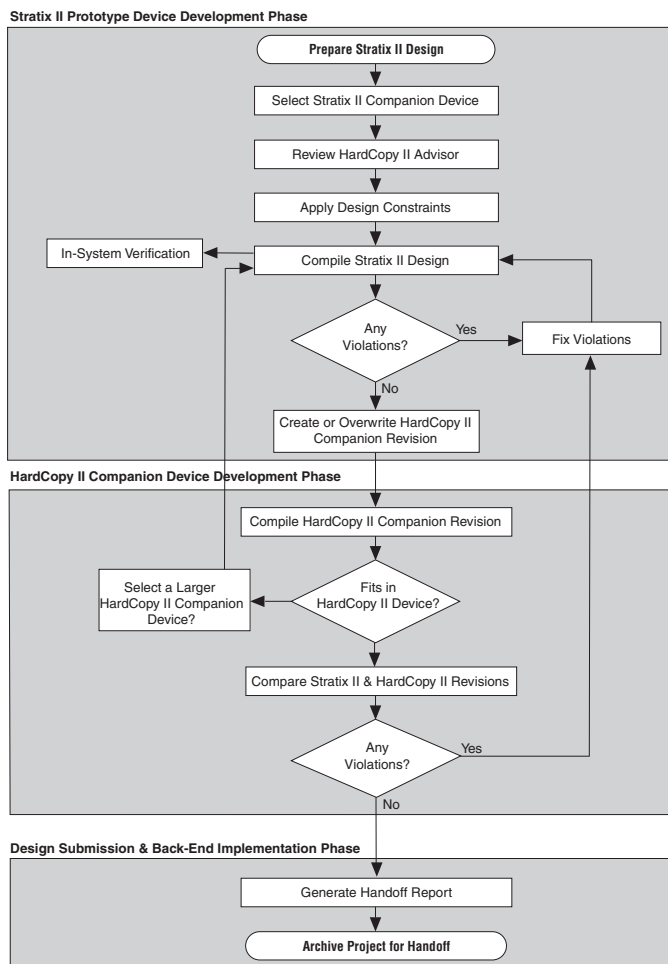 Stratix II Prototype Device Development Phase
Prepare Stratix II Design
Select Stratix II Companion Device
Review HardCopy II Advisor
Apply Design Constraints
In-System Verification
Compile Stratix II Design
Any
Violations?
Yes
Fix Violations
No
Create or Overwrite HardCopy II
Companion Revision
HardCopy II Companion Device Development Phase
Compile HardCopy II Companion Revision
Select a Larger
HardCopy II Companion
Device?
Fits in
HardCopy II Device?
Compare Stratix II & HardCopy II Revisions
Any
Violations?
Yes
No
Design Submission & Back-End Implementation Phase
Generate Handoff Report
Archive Project for Handoff